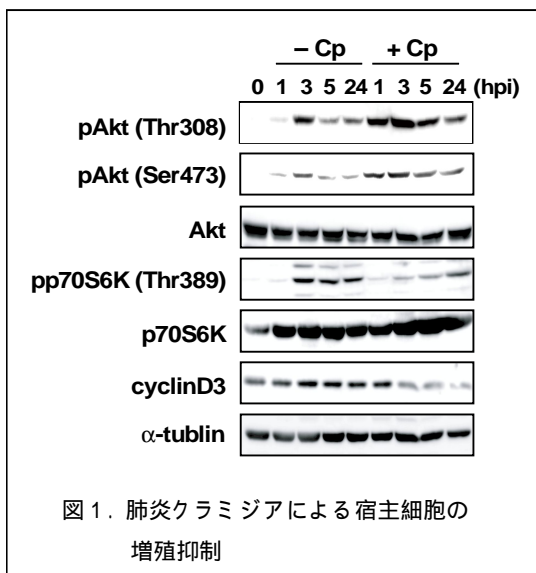 – Cp + Cp
0 1 3 5 24 1 3 5 24 (hpi)
pAkt (Thr308)
pAkt (Ser473)
Akt
pp70S6K (Thr389)
p70S6K
cyclinD3
α-tublin
図1. 肺炎クラミジアによる宿主細胞の
増殖抑制